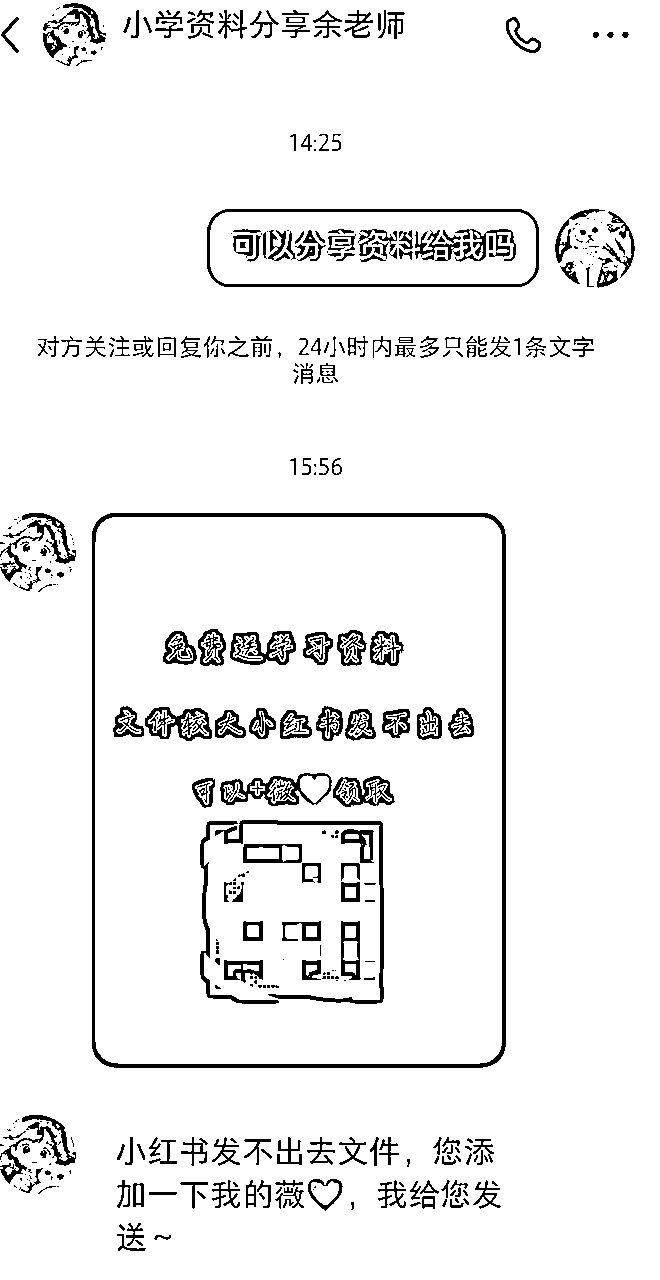 小学资料分享余老师
14:25
可以分享资料给我吗
对方关注或回复你之前，24小时内最多只能发1条文字
消息
15:56
免费送学习资料
文件较大小红书发不出去
可以+微♡领取
小红书发不出去文件，您添
加一下我的薇♡，我给您发
送～